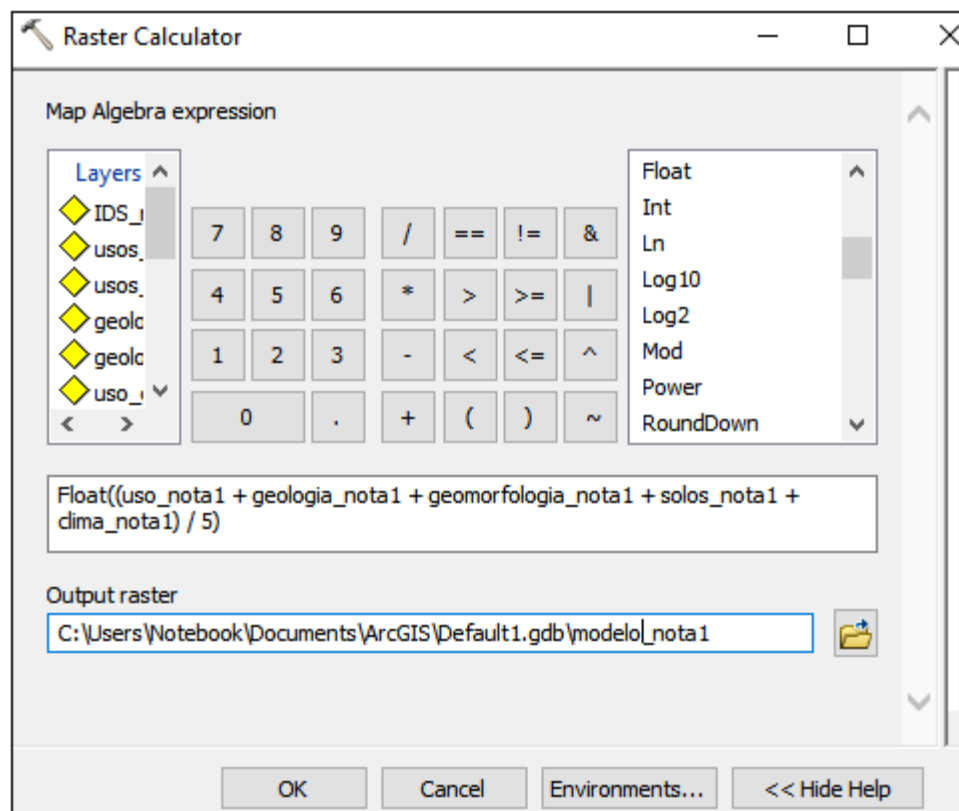 Raster Calculator
Map Algebra expression
Layers
IDS_
usos_
usos_
geolo
geolo
uso_
7 8 9 / == != &
4 5 6 * > >= |
1 2 3 - < <= ^
0 . + ( ) ~
Float
Int
Ln
Log10
Log2
Mod
Power
RoundDown
Float((uso_nota1 + geologia_nota1 + geomorfologia_nota1 + solos_nota1 +
clima_nota1) / 5)
Output raster
C:\Users\Notebook\Documents\ArcGIS\Default1.gdb\modelo_nota1
OK Cancel Environments... << Hide Help